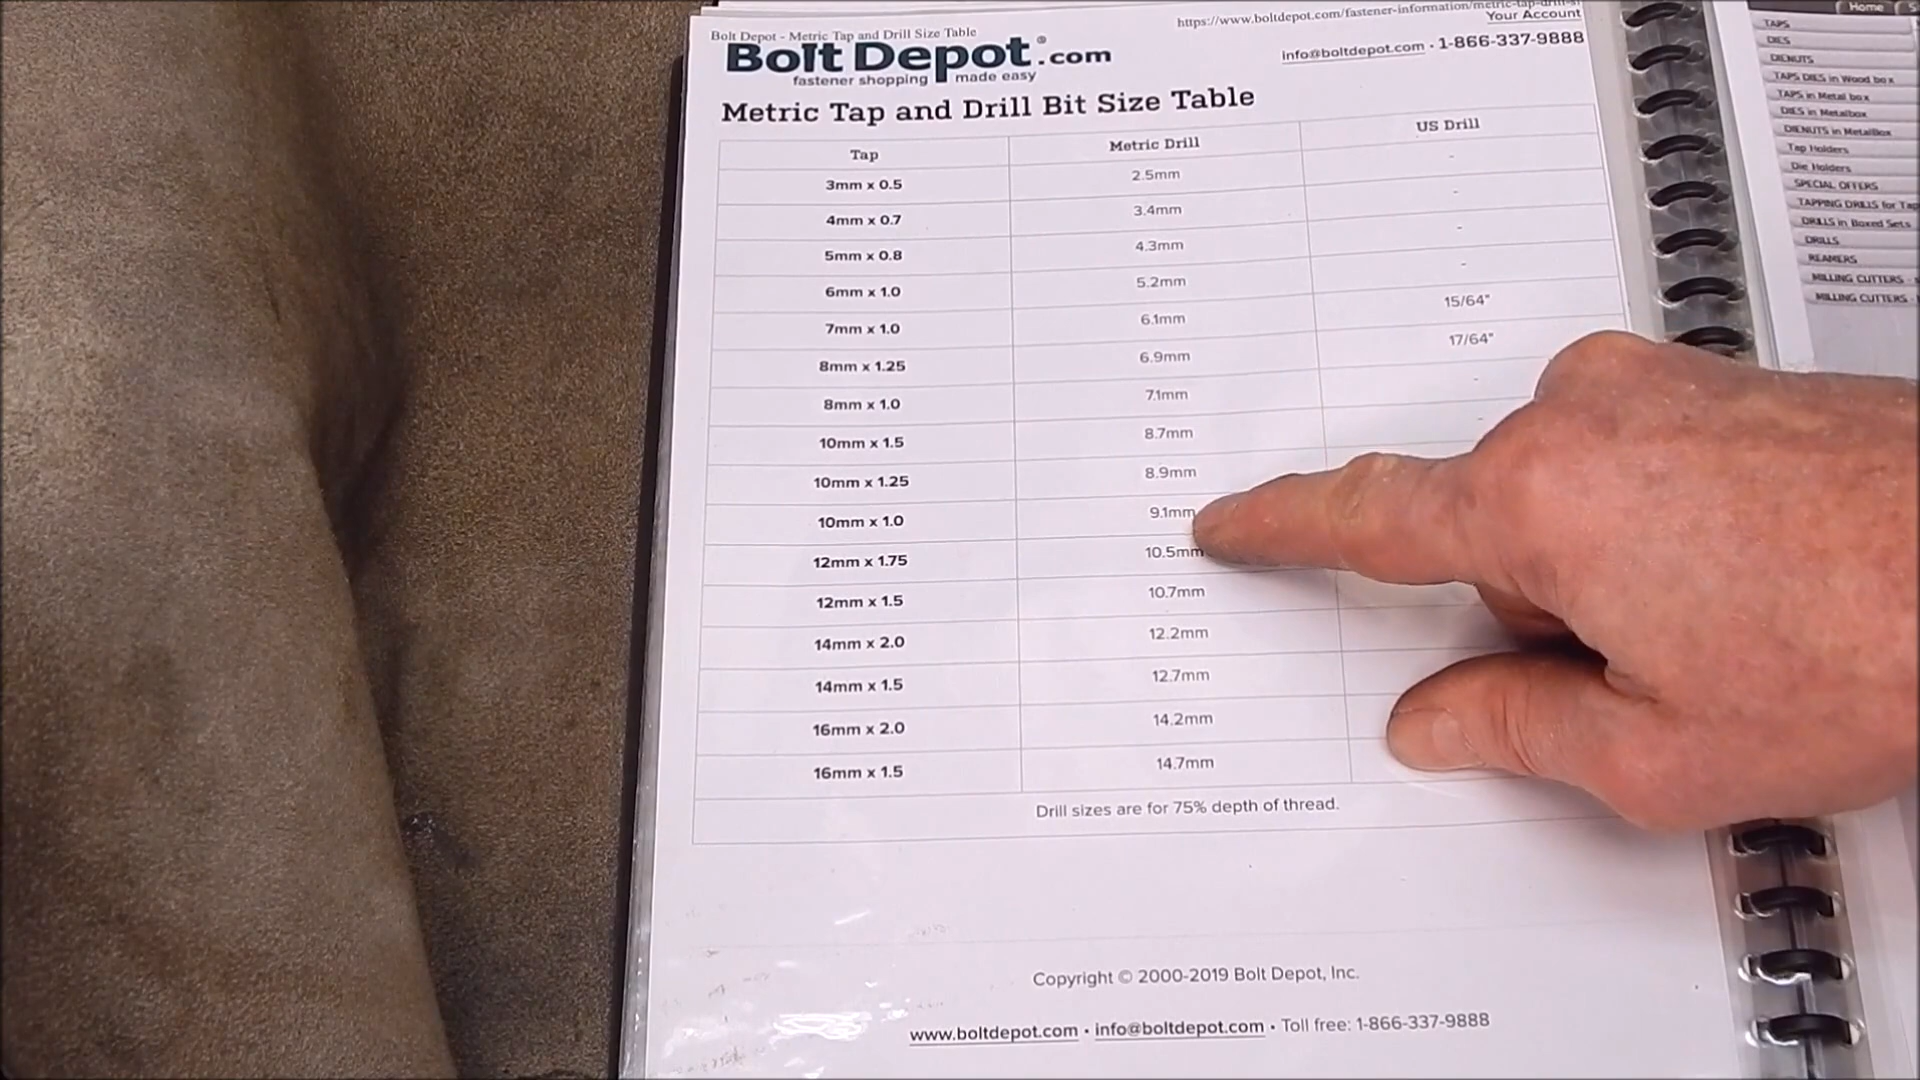 Bolt Depot - Metric Tap and Drill Size Table
https://www.boltdepot.com/fastener-information/metric-tap-drill-s
Your Account
Bolt Depot®.com
fastener shopping made easy
info@boltdepot.com · 1-866-337-9888
Metric Tap and Drill Bit Size Table
Tap Metric Drill US Drill
3mm x 0.5 2.5mm -
4mm x 0.7 3.4mm -
5mm x 0.8 4.3mm -
6mm x 1.0 5.2mm -
7mm x 1.0 6.1mm 15/64"
8mm x 1.25 6.9mm 17/64"
8mm x 1.0 7.1mm -
10mm x 1.5 8.7mm -
10mm x 1.25 8.9mm
10mm x 1.0 9.1mm
12mm x 1.75 10.5mm
12mm x 1.5 10.7mm
14mm x 2.0 12.2mm
14mm x 1.5 12.7mm
16mm x 2.0 14.2mm
16mm x 1.5 14.7mm
Drill sizes are for 75% depth of thread.
Copyright © 2000-2019 Bolt Depot, Inc.
www.boltdepot.com · info@boltdepot.com · Toll free: 1-866-337-9888
Home S
TAPS
DIES
DIENUTS
TAPS DIES in Wood box
TAPS in Metal box
DIES in Metalbox
DIENUTS in MetalBox
Tap Holders
Die Holders
SPECIAL OFFERS
TAPPING DRILLS for Tap
DRILLS in Boxed Sets
DRILLS
REAMERS
MILLING CUTTERS -
MILLING CUTTERS -